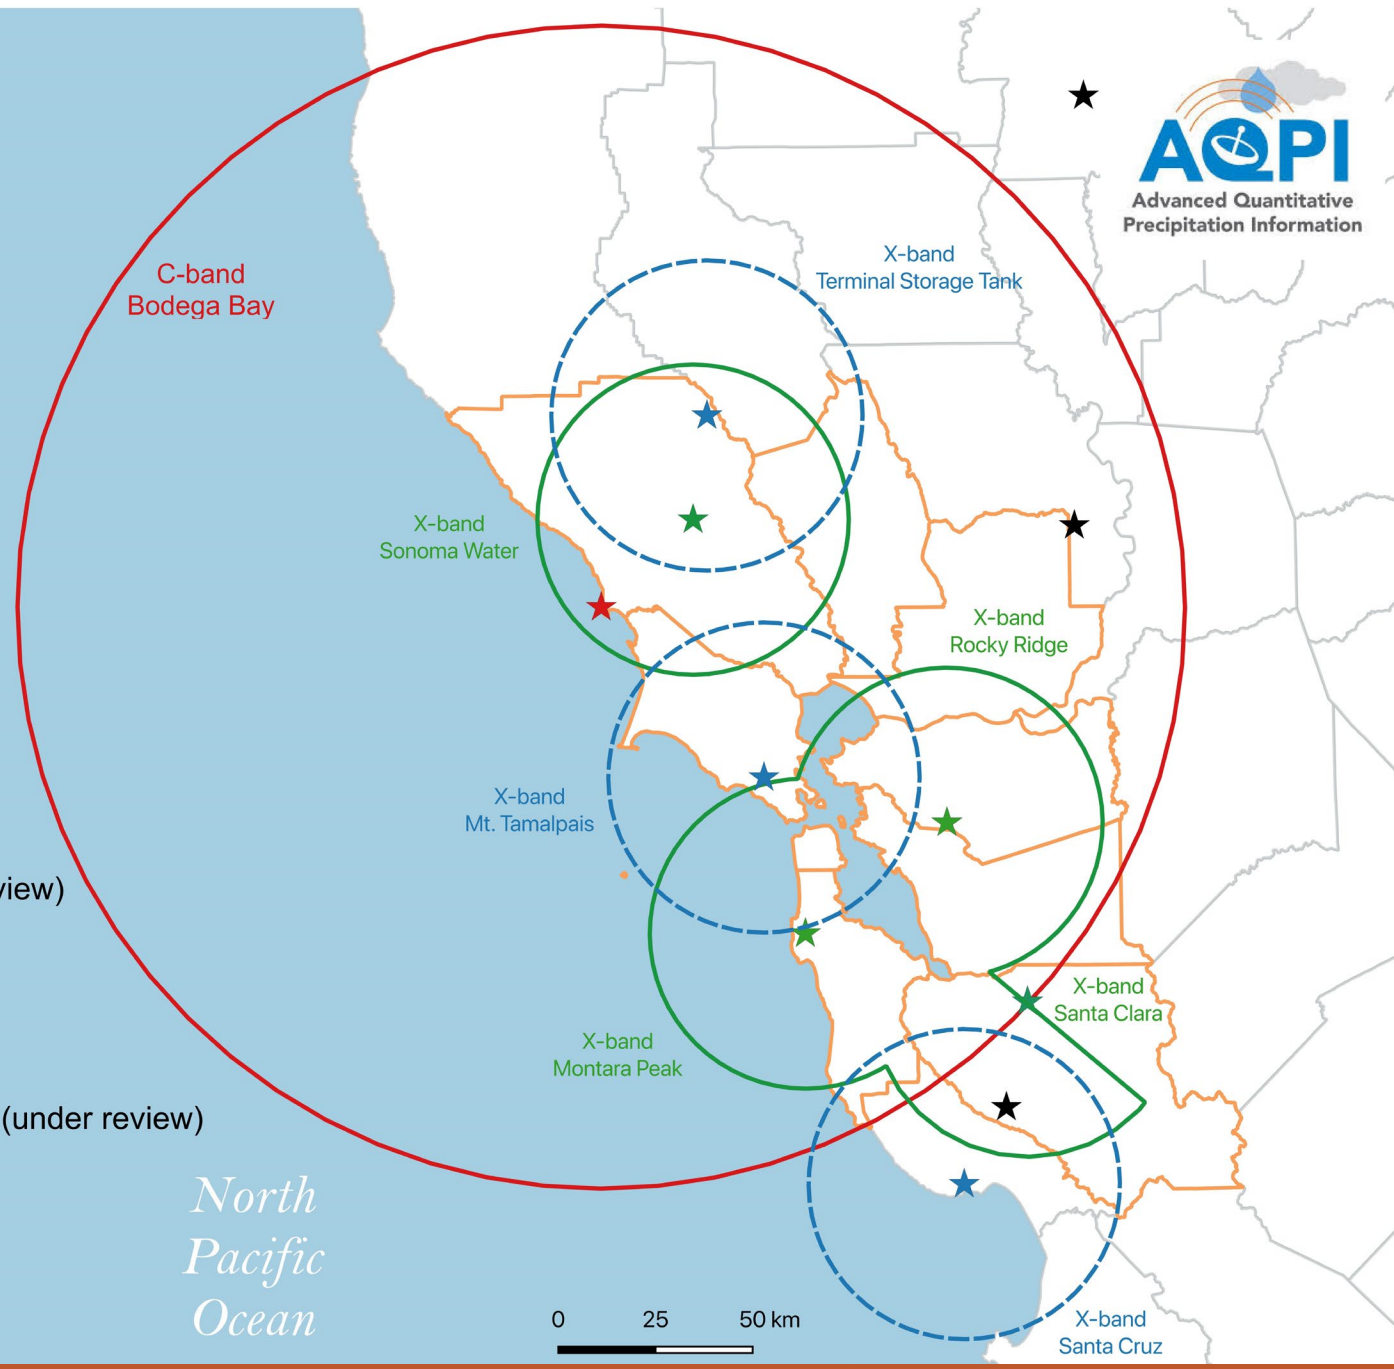 AQPI
Advanced Quantitative
Precipitation Information
C-band
Bodega Bay
X-band
Terminal Storage Tank
X-band
Sonoma Water
X-band
Rocky Ridge
X-band
Mt. Tamalpais
view)
X-band
Santa Clara
X-band
Montara Peak
(under review)
North
Pacific
Ocean
0 25 50 km
X-band
Santa Cruz